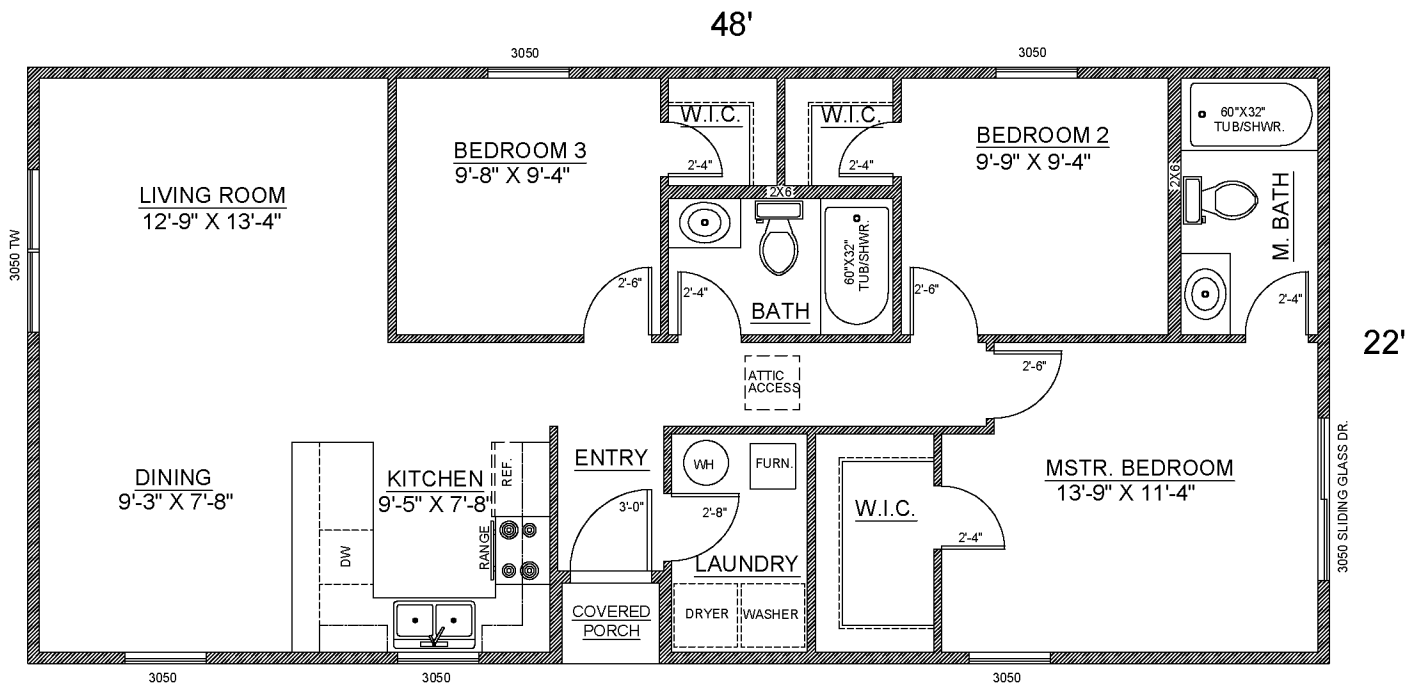 48'
3050
3050
W.I.C.
W.I.C.
60"X32"
TUB/SHWR.
BEDROOM 3
9'-8" X 9'-4"
BEDROOM 2
9'-9" X 9'-4"
2'-4"
2'-4"
2X6
2X6
LIVING ROOM
12'-9" X 13'-4"
M. BATH
3050 TW
60"X32"
TUB/SHWR.
2'-6"
2'-4"
BATH
2'-6"
2'-4"
22'
ATTIC
ACCESS
2'-6"
DINING
9'-3" X 7'-8"
KITCHEN
9'-5" X 7'-8"
REF.
ENTRY
WH
FURN.
MSTR. BEDROOM
13'-9" X 11'-4"
3'-0"
2'-8"
W.I.C.
3050 SLIDING GLASS DR.
DW
RANGE
2'-4"
LAUNDRY
COVERED
PORCH
DRYER
WASHER
3050
3050
3050